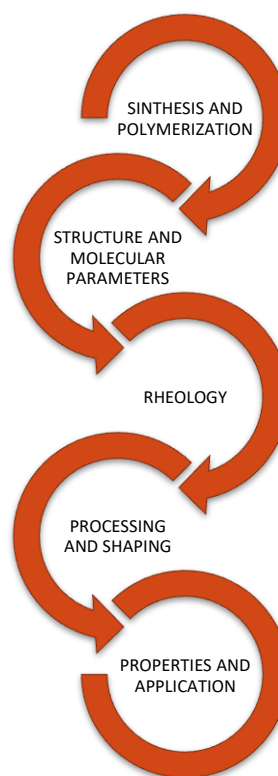 SINTHESIS AND
POLYMERIZATION
STRUCTURE AND
MOLECULAR
PARAMETERS
RHEOLOGY
PROCESSING
AND SHAPING
PROPERTIES AND
APPLICATION